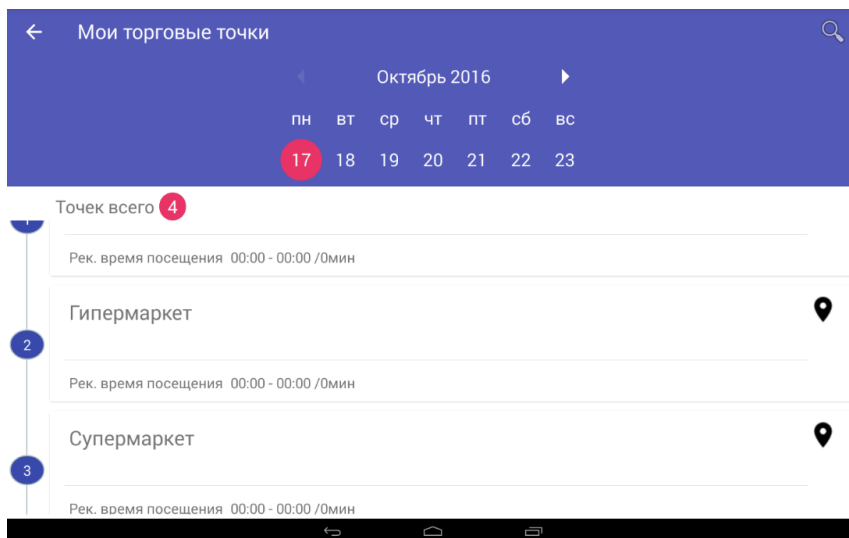 Мои торговые точки
Октябрь 2016
пн вт ср чт пт сб вс
17 18 19 20 21 22 23
Точек всего 4
1
Рек. время посещения 00:00 - 00:00 /0мин
Гипермаркет
2
Рек. время посещения 00:00 - 00:00 /0мин
Супермаркет
3
Рек. время посещения 00:00 - 00:00 /0мин